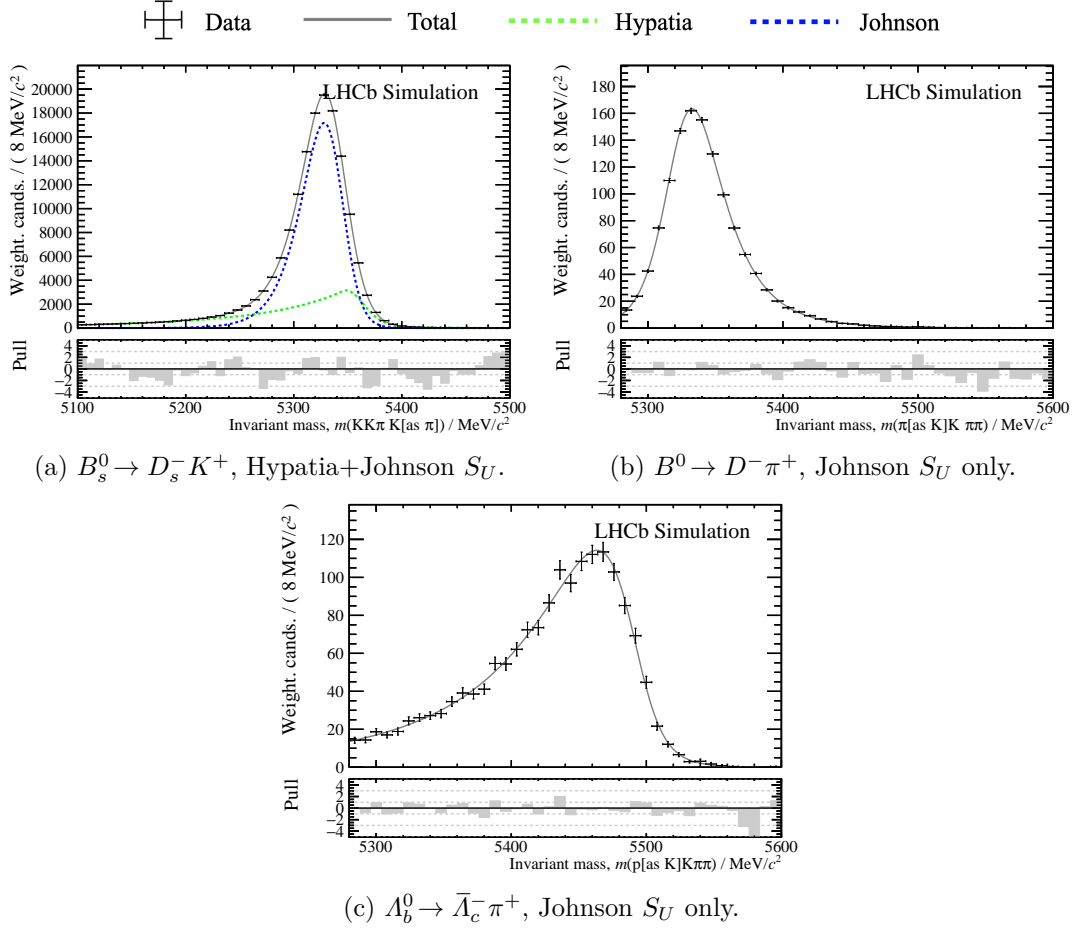 Data Total Hypatia Johnson
LHCb Simulation
Weight. cands. / ( 8 MeV/c²)
20000
18000
16000
14000
12000
10000
8000
6000
4000
2000
0
Pull
4
2
0
−2
−4
5100 5200 5300 5400 5500
Invariant mass, m(KKπ K[as π]) / MeV/c²
(a) B⁰ₛ → D⁻ₛ K⁺, Hypatia+Johnson S_U.
LHCb Simulation
Weight. cands. / ( 8 MeV/c²)
180
160
140
120
100
80
60
40
20
0
Pull
4
2
0
−2
−4
5300 5400 5500 5600
Invariant mass, m(π[as K]K ππ) / MeV/c²
(b) B⁰ → D⁻π⁺, Johnson S_U only.
LHCb Simulation
Weight. cands. / ( 8 MeV/c²)
120
100
80
60
40
20
0
Pull
4
2
0
−2
−4
5300 5400 5500 5600
Invariant mass, m(p[as K]Kππ) / MeV/c²
(c) Λ⁰_b → Λ̅⁻_c π⁺, Johnson S_U only.